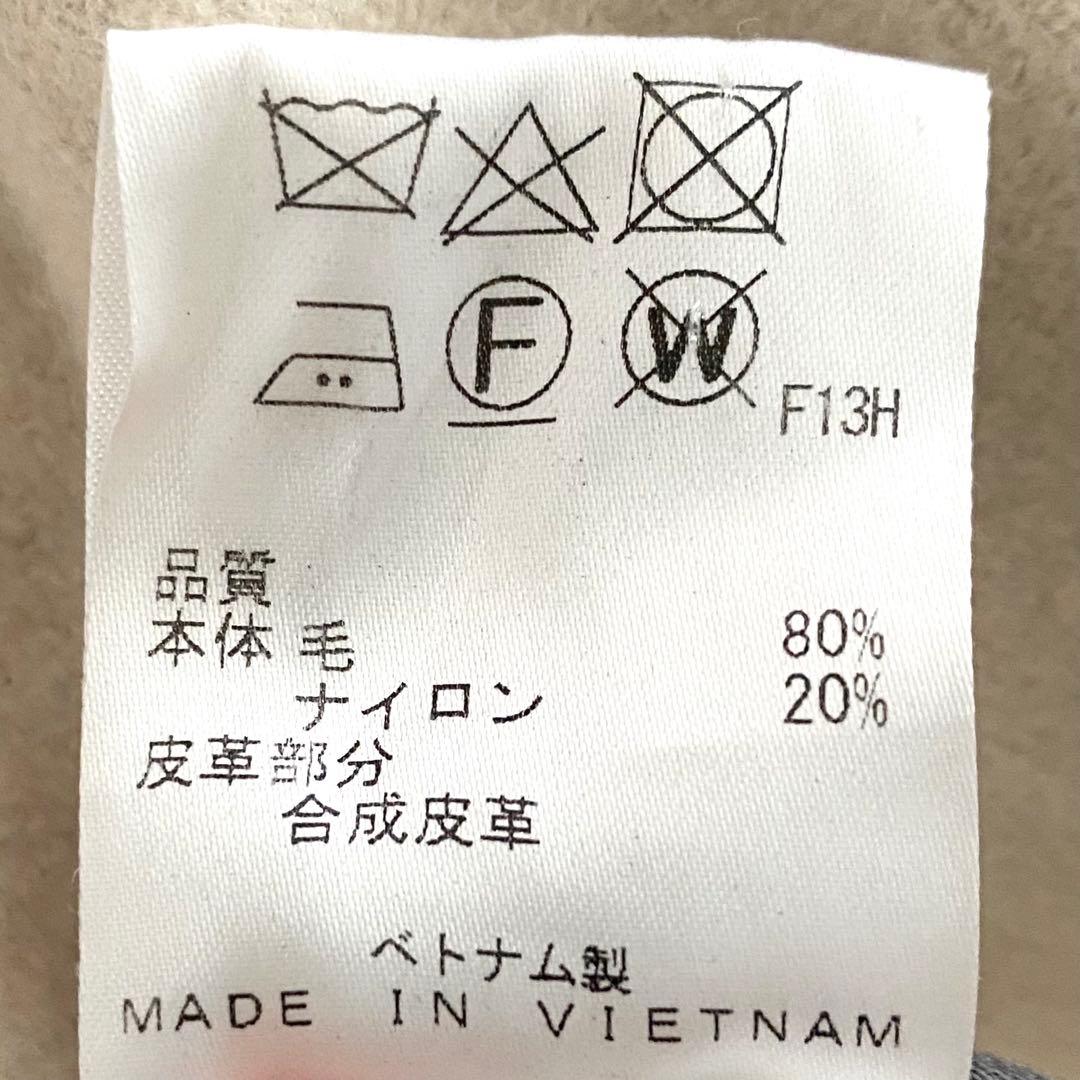 F W F13H
品質
本体 毛 80%
ナイロン 20%
皮革部分
合成皮革
ベトナム製
MADE IN VIETNAM